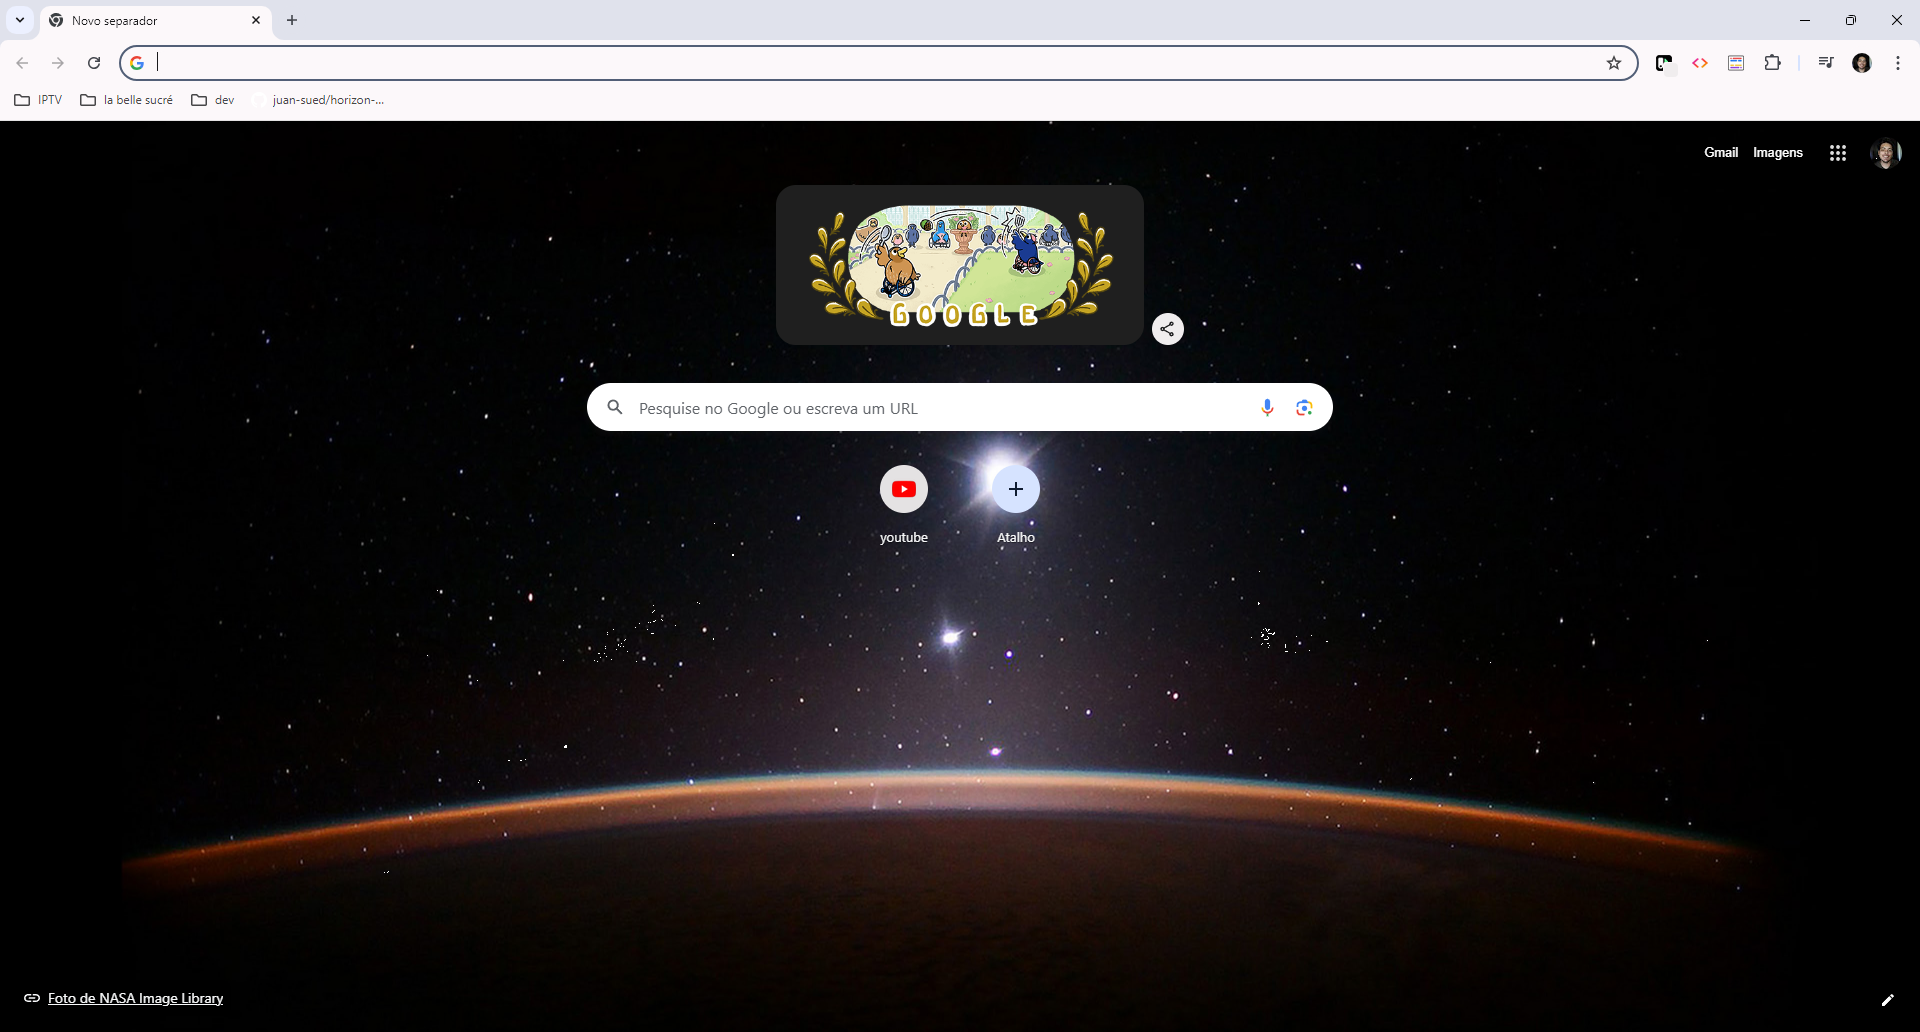 Novo separador
IPTV
la belle sucré
dev
juan-sued/horizon-...
Gmail
Imagens
GOOGLE
Pesquise no Google ou escreva um URL
youtube
Atalho
Foto de NASA Image Library